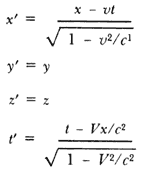 x′ = x − vt / √1 − v²/c¹
y′ = y
z′ = z
t′ = t − Vx/c² / √1 − V²/c²